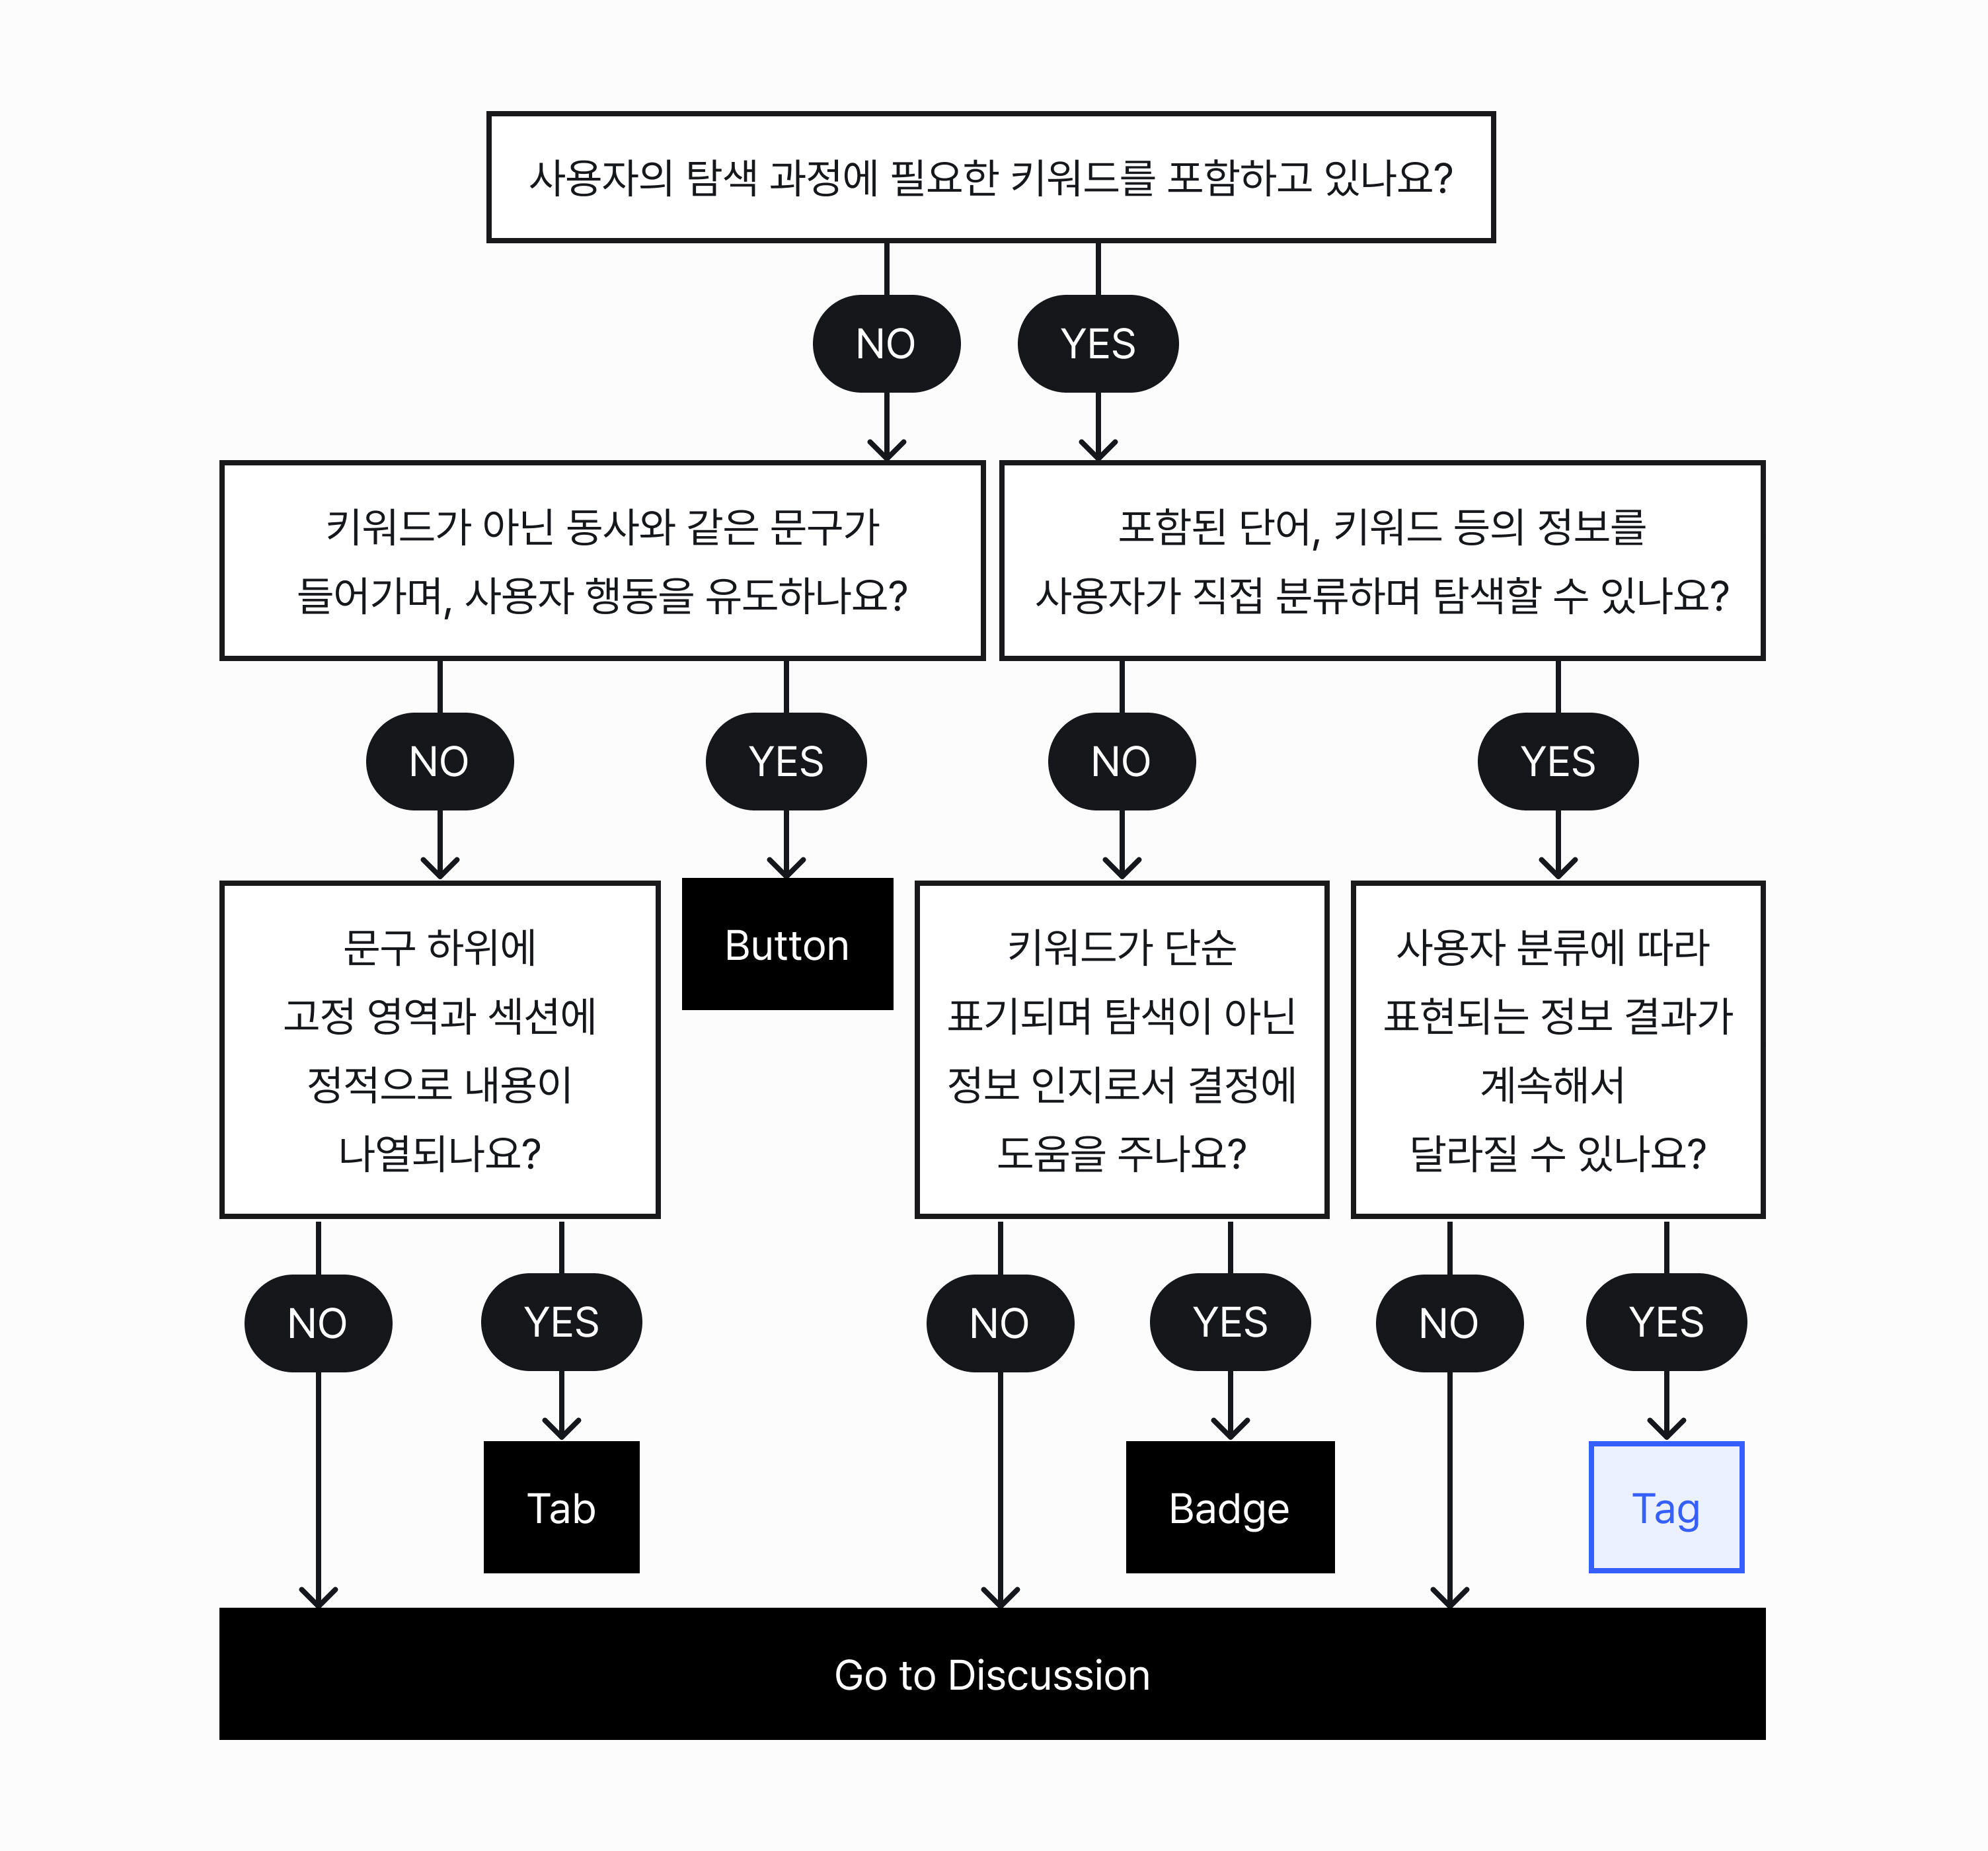 사용자의 탐색 과정에 필요한 키워드를 포함하고 있나요?
NO
YES
키워드가 아닌 동사와 같은 문구가
들어가며, 사용자 행동을 유도하나요?
포함된 단어, 키워드 등의 정보를
사용자가 직접 분류하며 탐색할 수 있나요?
NO
YES
NO
YES
문구 하위에
고정 영역과 섹션에
정적으로 내용이
나열되나요?
Button
키워드가 단순
표기되며 탐색이 아닌
정보 인지로서 결정에
도움을 주나요?
사용자 분류에 따라
표현되는 정보 결과가
계속해서
달라질 수 있나요?
NO
YES
NO
YES
NO
YES
Tab
Badge
Tag
Go to Discussion